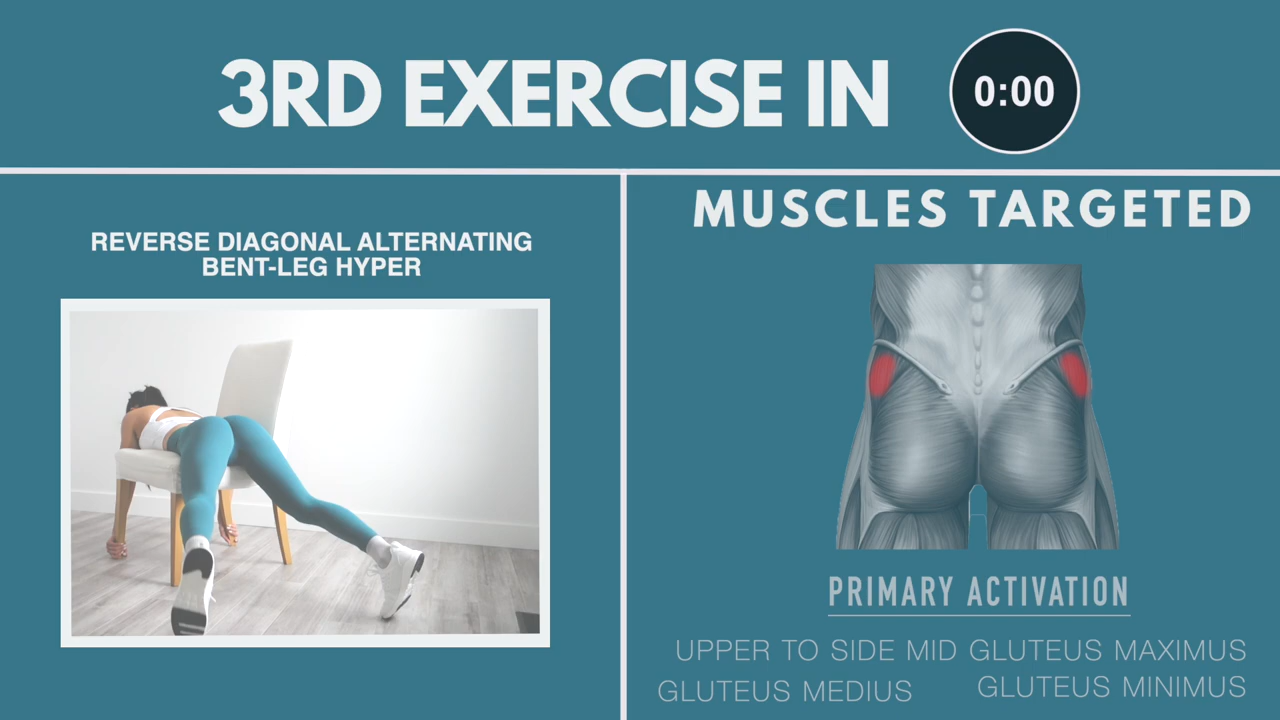 3RD EXERCISE IN
0:00
MUSCLES TARGETED
REVERSE DIAGONAL ALTERNATING
BENT-LEG HYPER
PRIMARY ACTIVATION
UPPER TO SIDE MID GLUTEUS MAXIMUS
GLUTEUS MEDIUS
GLUTEUS MINIMUS